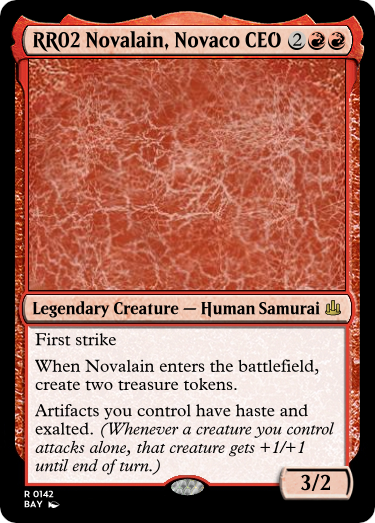 RR02 Novalain, Novaco CEO 2
Legendary Creature — Human Samurai
First strike
When Novalain enters the battlefield,
create two treasure tokens.
Artifacts you control have haste and
exalted. (Whenever a creature you control
attacks alone, that creature gets +1/+1
until end of turn.)
3/2
R 0142
BAY